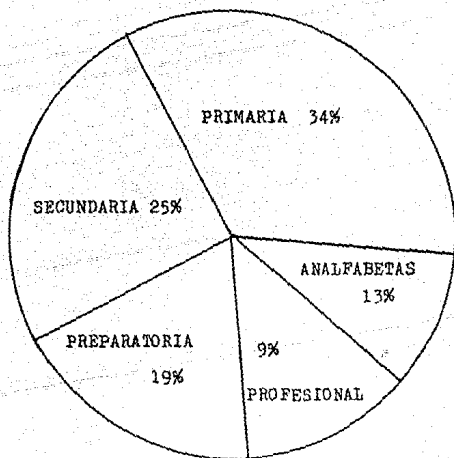 PRIMARIA 34%
SECUNDARIA 25%
ANALFABETAS
13%
PREPARATORIA
19%
9%
PROFESIONAL